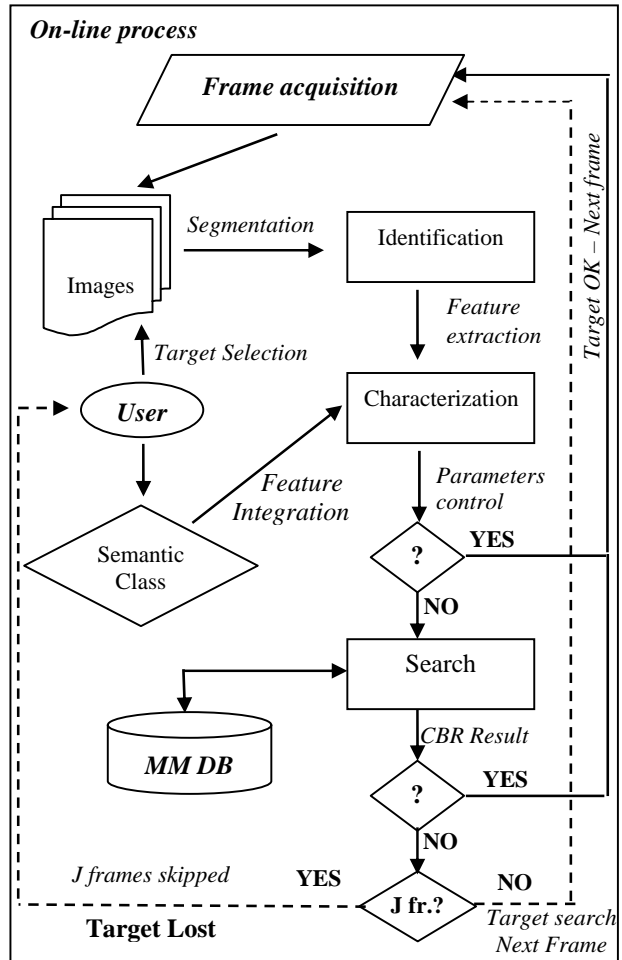 On-line process
Frame acquisition
Segmentation
Identification
Images
Target OK – Next frame
Feature
extraction
Target Selection
User
Characterization
Feature
Integration
Parameters
control
Semantic
Class
?
YES
NO
Search
MM DB
CBR Result
?
YES
NO
J frames skipped
YES
J fr.?
NO
Target Lost
Target search
Next Frame